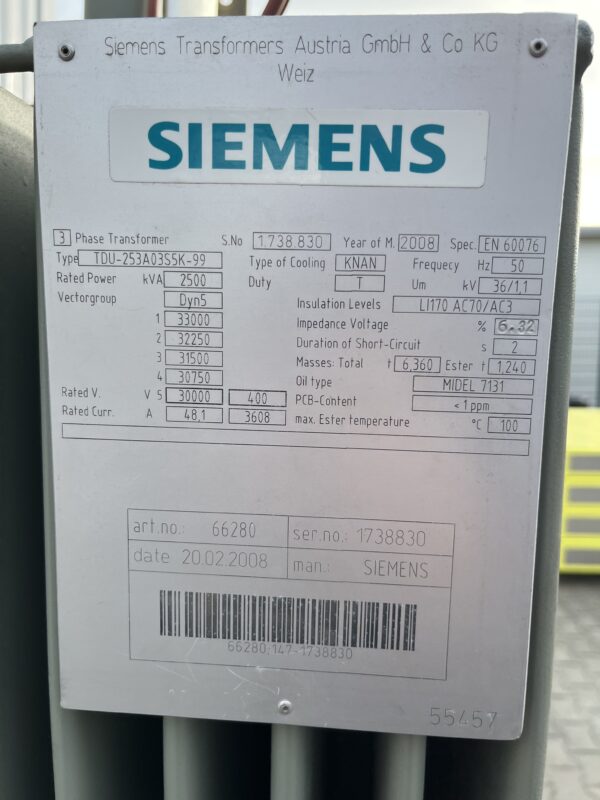 Siemens Transformers Austria GmbH & Co KG
Weiz
SIEMENS
3 Phase Transformer S.No 1.738.830 Year of M. 2008 Spec. EN 60076
Type TDU-253A03S5K-99 Type of Cooling KNAN Frequecy Hz 50
Rated Power kVA 2500 Duty T Um kV 36/1,1
Vectorgroup Dyn5 Insulation Levels LI170 AC70/AC3
1 33000 Impedance Voltage % 6.32
2 32250 Duration of Short-Circuit s 2
3 31500 Masses: Total t 6,360 Ester t 1,240
4 30750 Oil type MIDEL 7131
Rated V. V 5 30000 400 PCB-Content <1 ppm
Rated Curr. A 48,1 3608 max. Ester temperature °C 100
art.no.: 66280 ser.no.: 1738830
date 20.02.2008 man.: SIEMENS
66280;147-1738830
55457